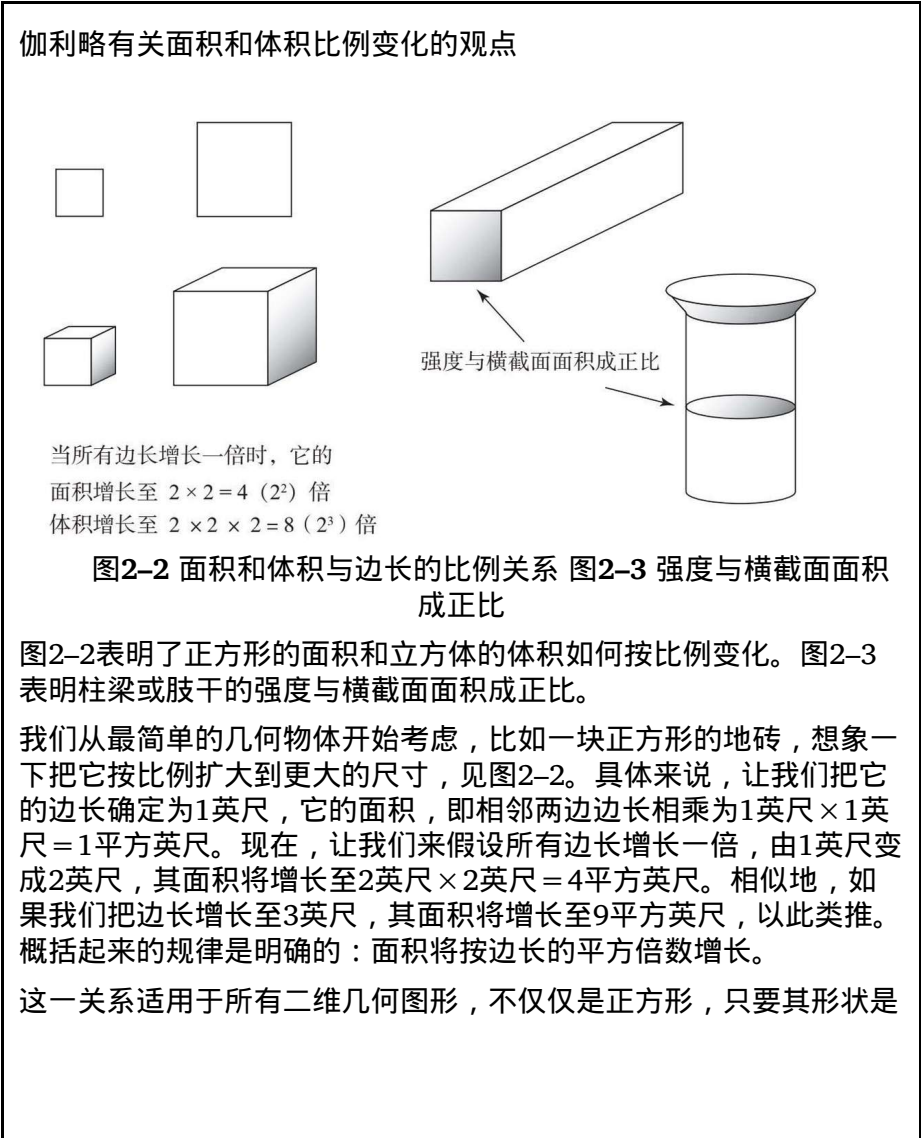 伽利略有关面积和体积比例变化的观点
强度与横截面面积成正比
当所有边长增长一倍时，它的
面积增长至 2 × 2 = 4（2²）倍
体积增长至 2 × 2 × 2 = 8（2³）倍
图2–2 面积和体积与边长的比例关系 图2–3 强度与横截面面积
成正比
图2–2表明了正方形的面积和立方体的体积如何按比例变化。图2–3
表明柱梁或肢干的强度与横截面面积成正比。
我们从最简单的几何物体开始考虑，比如一块正方形的地砖，想象一
下把它按比例扩大到更大的尺寸，见图2–2。具体来说，让我们把它
的边长确定为1英尺，它的面积，即相邻两边边长相乘为1英尺×1英
尺＝1平方英尺。现在，让我们来假设所有边长增长一倍，由1英尺变
成2英尺，其面积将增长至2英尺×2英尺＝4平方英尺。相似地，如
果我们把边长增长至3英尺，其面积将增长至9平方英尺，以此类推。
概括起来的规律是明确的：面积将按边长的平方倍数增长。
这一关系适用于所有二维几何图形，不仅仅是正方形，只要其形状是